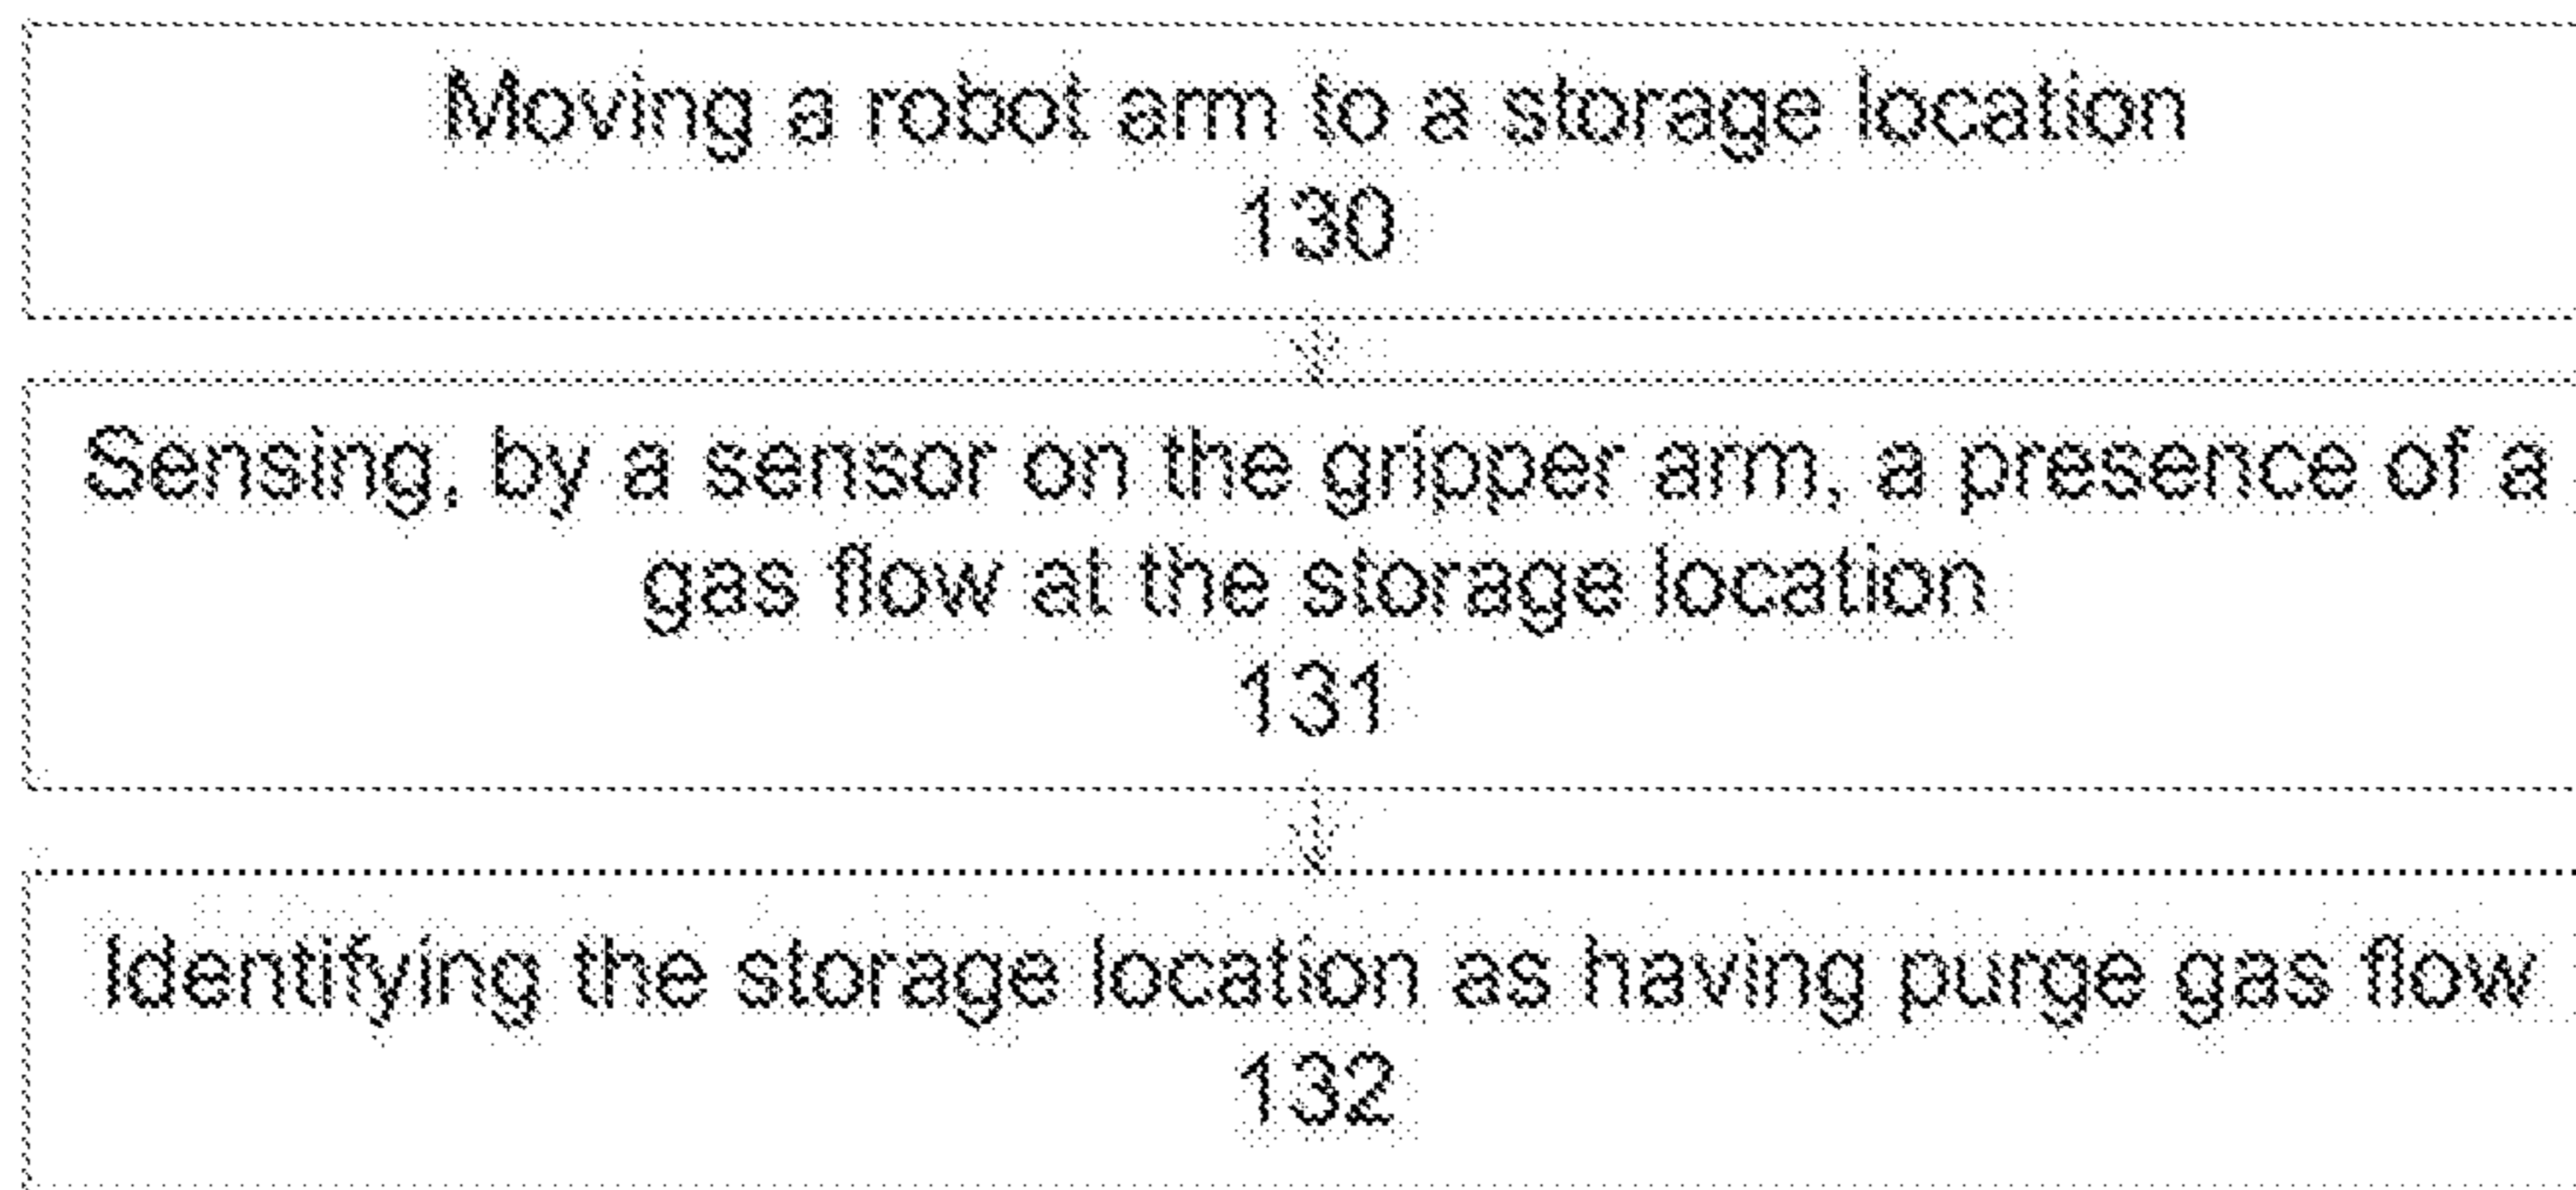 Moving a robot arm to a storage location
130
Sensing, by a sensor on the gripper arm, a presence of a
gas flow at the storage location
131
Identifying the storage location as having purge gas flow
132